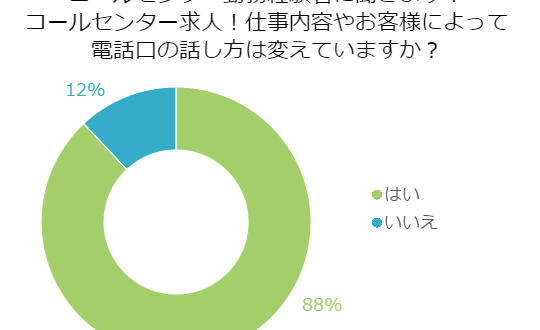 コールセンター求人！仕事内容やお客様によって
電話口の話し方は変えていますか？
12%
はい
いいえ
88%